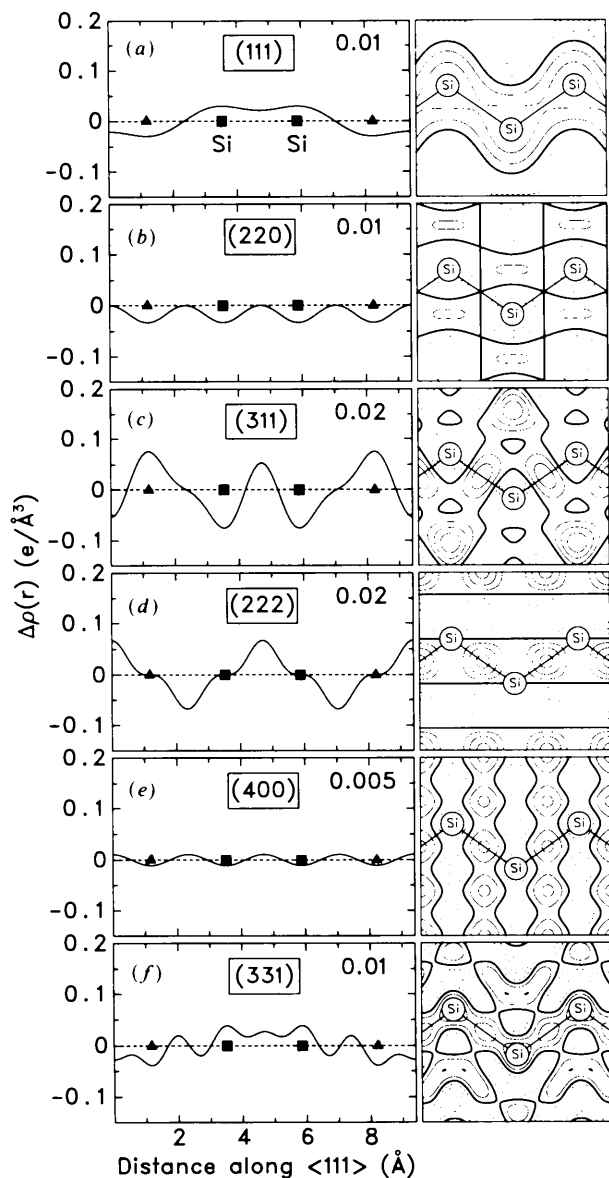 0.2
(a)
(111)
0.01
0.1
0
Si
Si
-0.1
Si
Si
Si
0.2
(b)
(220)
0.01
0.1
0
-0.1
Si
Si
Si
0.2
(c)
(311)
0.02
0.1
0
-0.1
Si
Si
Si
Δρ(r) (e/Å³)
0.2
(d)
(222)
0.02
0.1
0
-0.1
Si
Si
Si
0.2
(e)
(400)
0.005
0.1
0
-0.1
Si
Si
Si
0.2
(f)
(331)
0.01
0.1
0
-0.1
Si
Si
Si
2 4 6 8
Distance along <111> (Å)